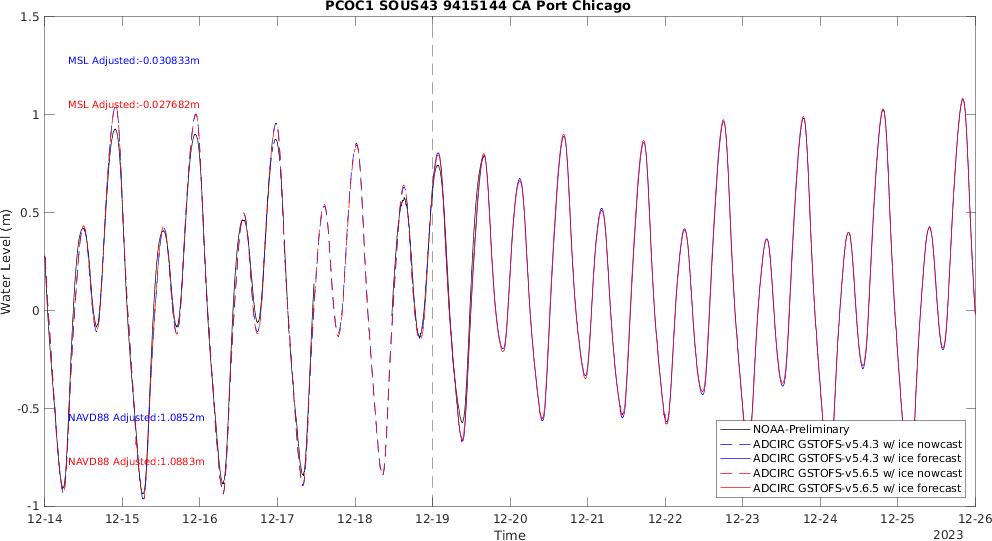 PCOC1 SOUS43 9415144 CA Port Chicago
1.5
MSL Adjusted:-0.030833m
MSL Adjusted:-0.027682m
1
0.5
Water Level (m)
0
-0.5
NAVD88 Adjusted:1.0852m
NAVD88 Adjusted:1.0883m
-1
NOAA-Preliminary
ADCIRC GSTOFS-v5.4.3 w/ ice nowcast
ADCIRC GSTOFS-v5.4.3 w/ ice forecast
ADCIRC GSTOFS-v5.6.5 w/ ice nowcast
ADCIRC GSTOFS-v5.6.5 w/ ice forecast
12-14 12-15 12-16 12-17 12-18 12-19 12-20 12-21 12-22 12-23 12-24 12-25 12-26
Time
2023